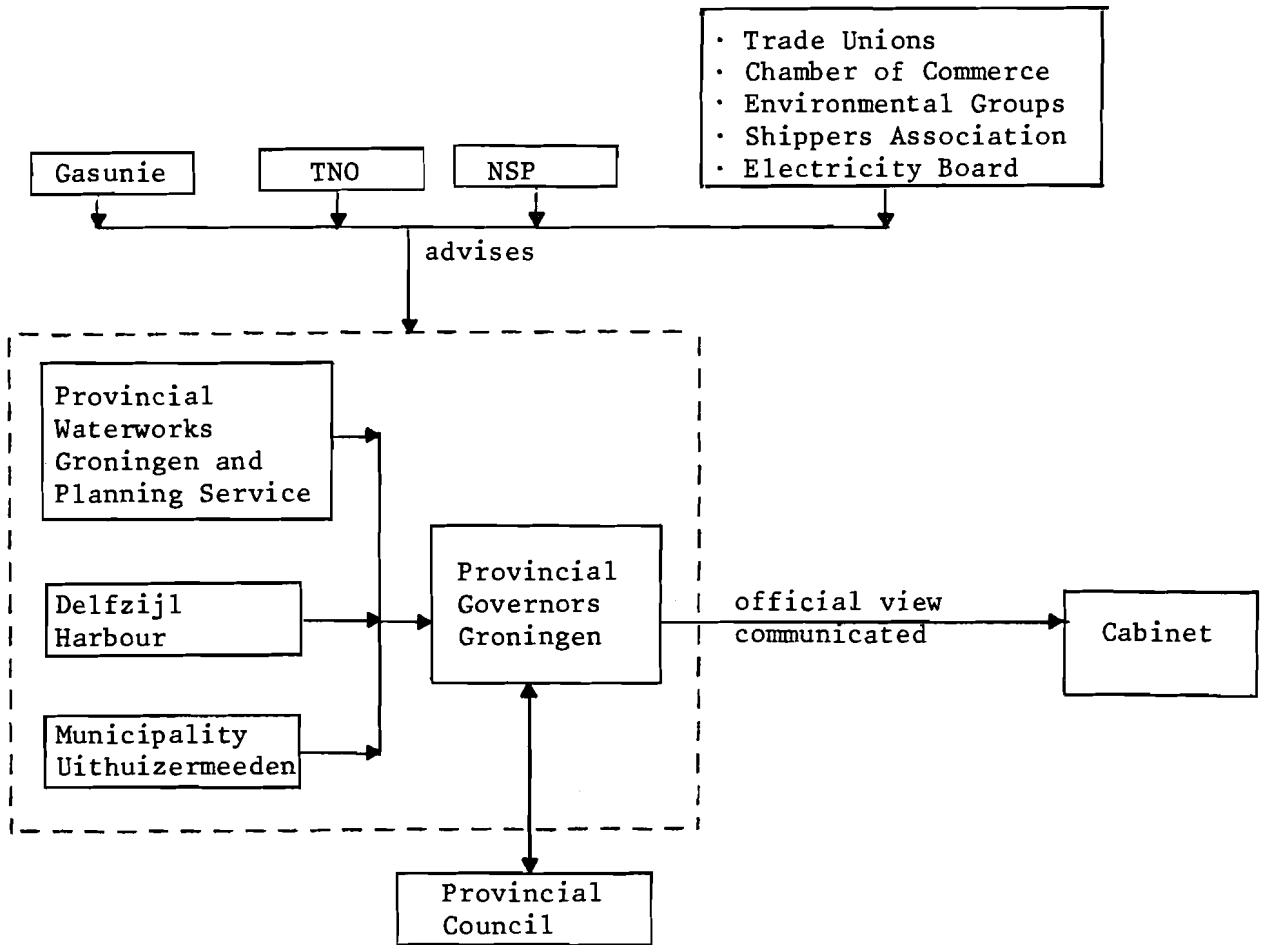 · Trade Unions
· Chamber of Commerce
· Environmental Groups
· Shippers Association
· Electricity Board
Gasunie
TNO
NSP
advises
Provincial
Waterworks
Groningen and
Planning Service
Delfzijl
Harbour
Municipality
Uithuizermeeden
Provincial
Governors
Groningen
official view
communicated
Cabinet
Provincial
Council